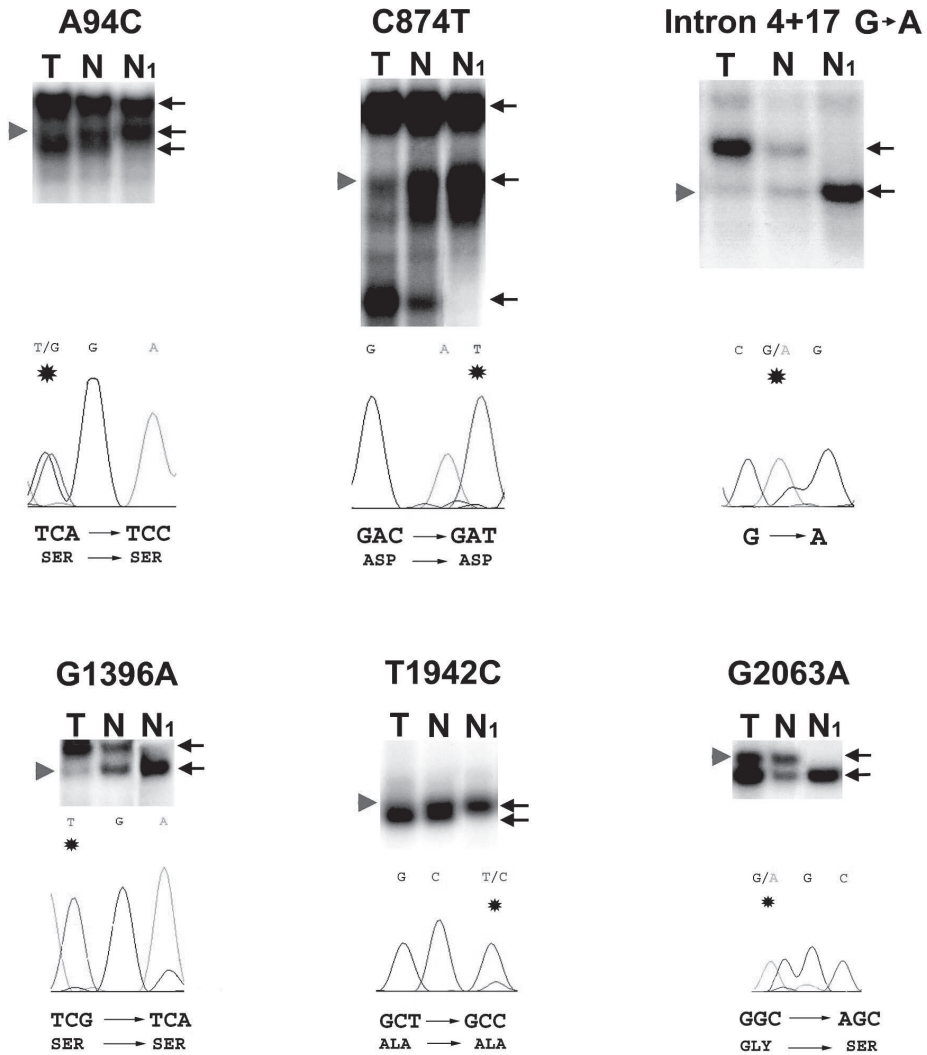 A94C C874T Intron 4+17 G→A
T N N1 T N N1 T N N1
T/G G A G A T C G/A G
TCA → TCC GAC → GAT G → A
SER → SER ASP → ASP
G1396A T1942C G2063A
T N N1 T N N1 T N N1
T G A G C T/C G/A G C
TCG → TCA GCT → GCC GGC → AGC
SER → SER ALA → ALA GLY → SER